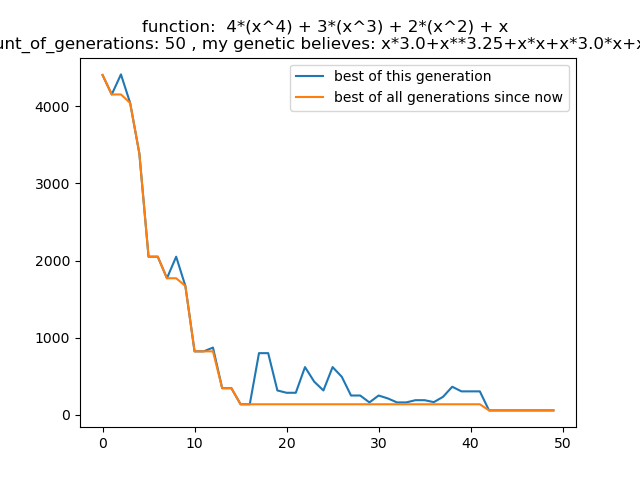 function:  4*(x^4) + 3*(x^3) + 2*(x^2) + x
unt_of_generations: 50 , my genetic believes: x*3.0+x**3.25+x*x+x*3.0*x+x
best of this generation
best of all generations since now
4000
3000
2000
1000
0
0 10 20 30 40 50